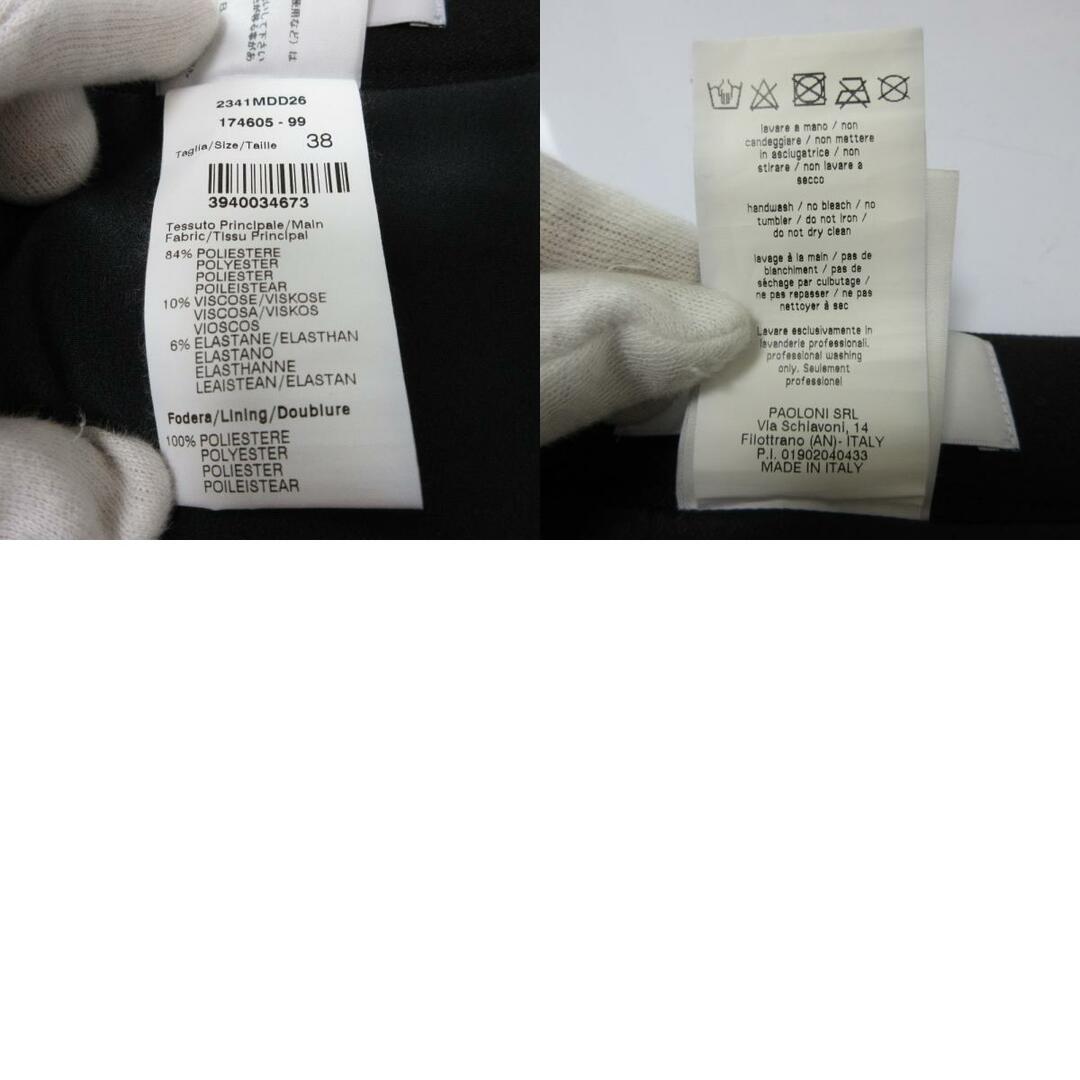 2341MDD26
174605 - 99
Taglia/Size/Taille 38
3940034673
Tessuto Principale/Main
Fabric/Tissu Principal
84% POLIESTERE
POLYESTER
POLIESTER
POILEISTEAR
10% VISCOSE/VISKOSE
VISCOSA/VISKOS
VIOSCOS
6% ELASTANE/ELASTHAN
ELASTANO
ELASTHANNE
LEAISTEAN/ELASTAN
Fodera/Lining/Doublure
100% POLIESTERE
POLYESTER
POLIESTER
POILEISTEAR
lavare a mano / non
candeggiare / non mettere
in asciugatrice / non
stirare / non lavare a
secco
handwash / no bleach / no
tumbler / do not iron /
do not dry clean
lavage à la main / pas de
blanchiment / pas de
séchage par culbutage /
ne pas repasser / ne pas
nettoyer à sec
Lavare esclusivamente in
lavanderie professionali.
professional washing
only. Seulement
professionel
PAOLONI SRL
Via Schiavoni, 14
Filottrano (AN)- ITALY
P.I. 01902040433
MADE IN ITALY